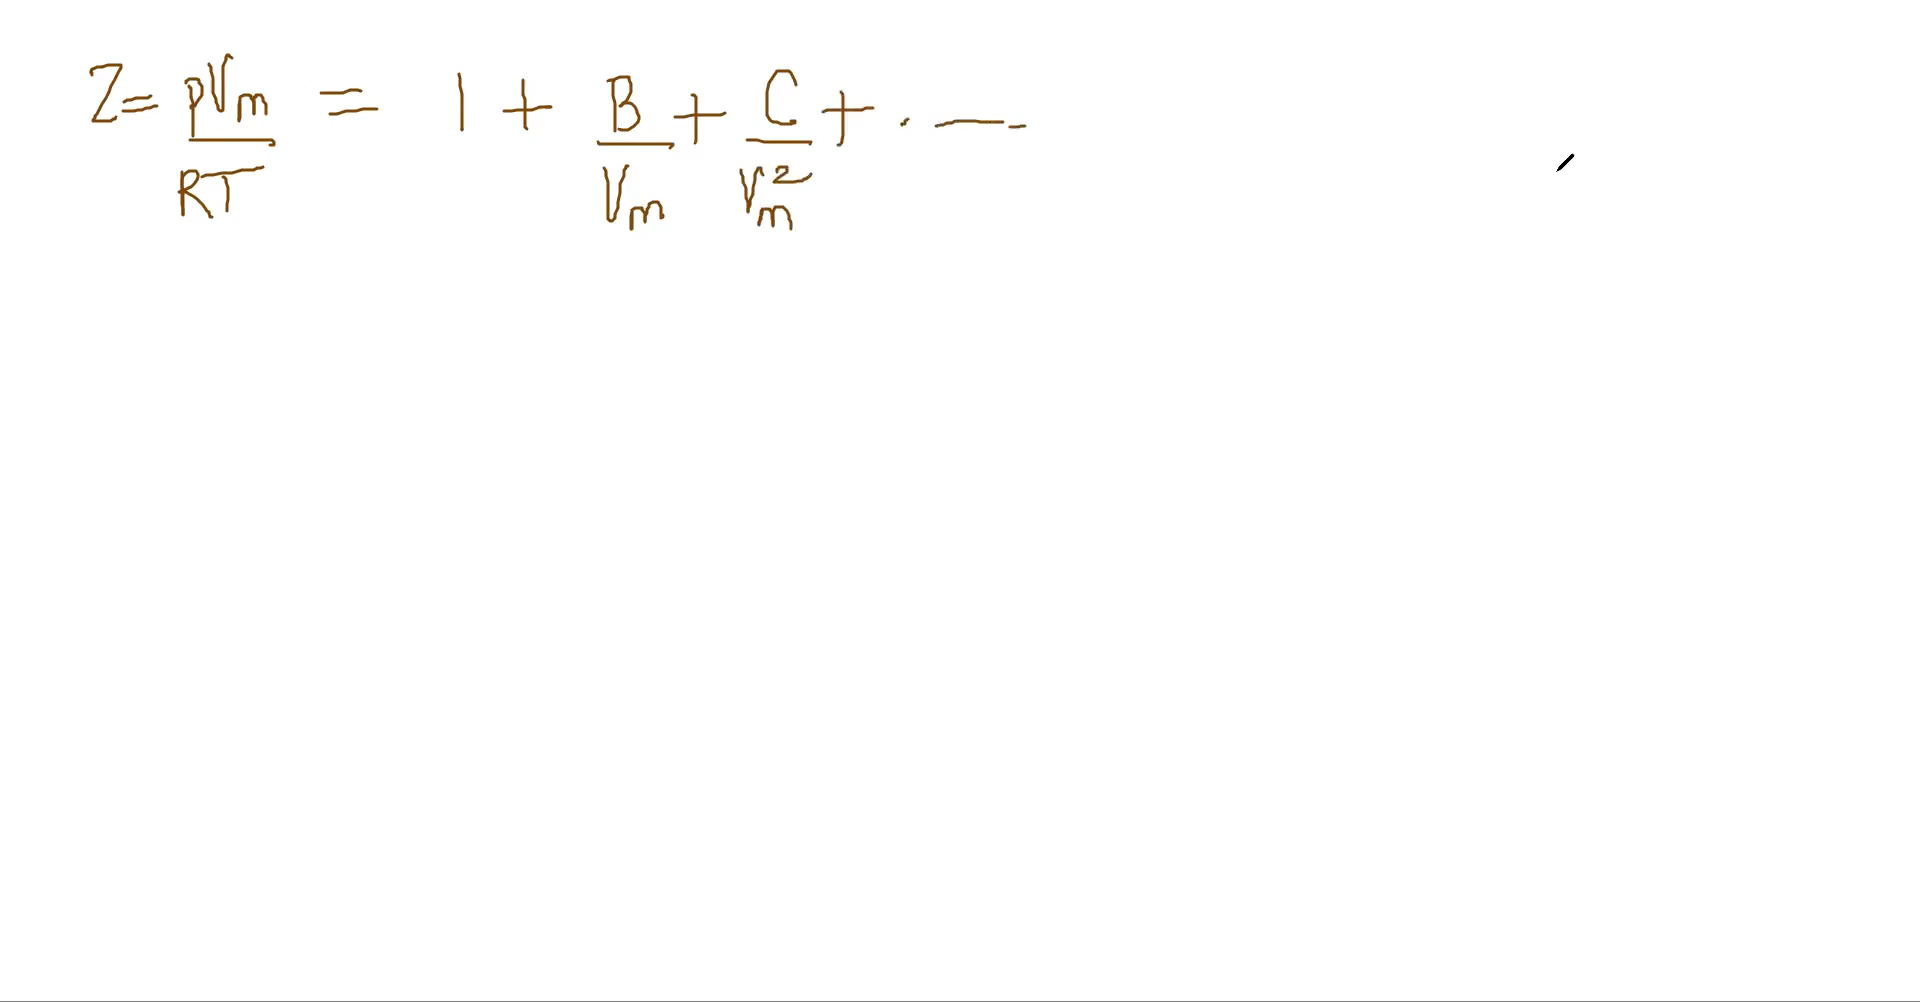 Z = pVm/RT = 1 + B/Vm + C/Vm² + . — -